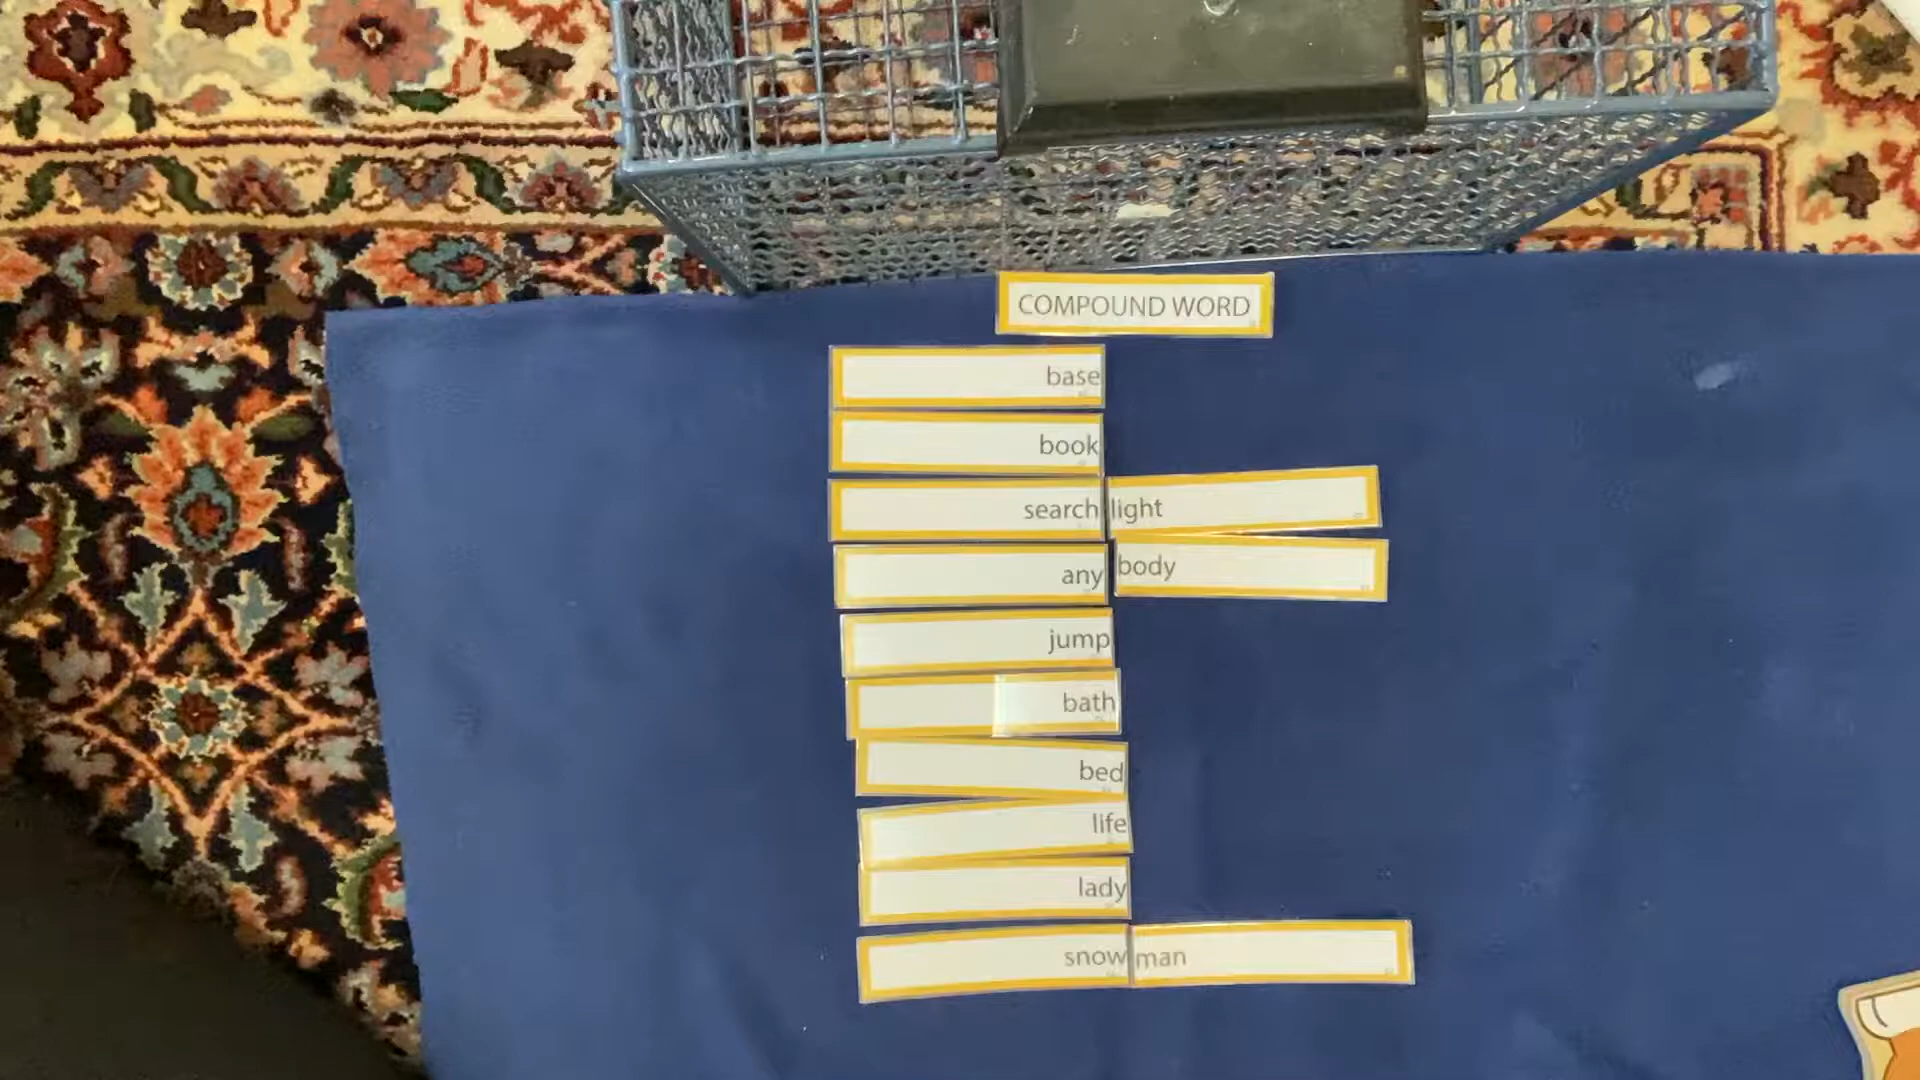 COMPOUND WORD
base
book
search light
any body
jump
bath
bed
life
lady
snow man